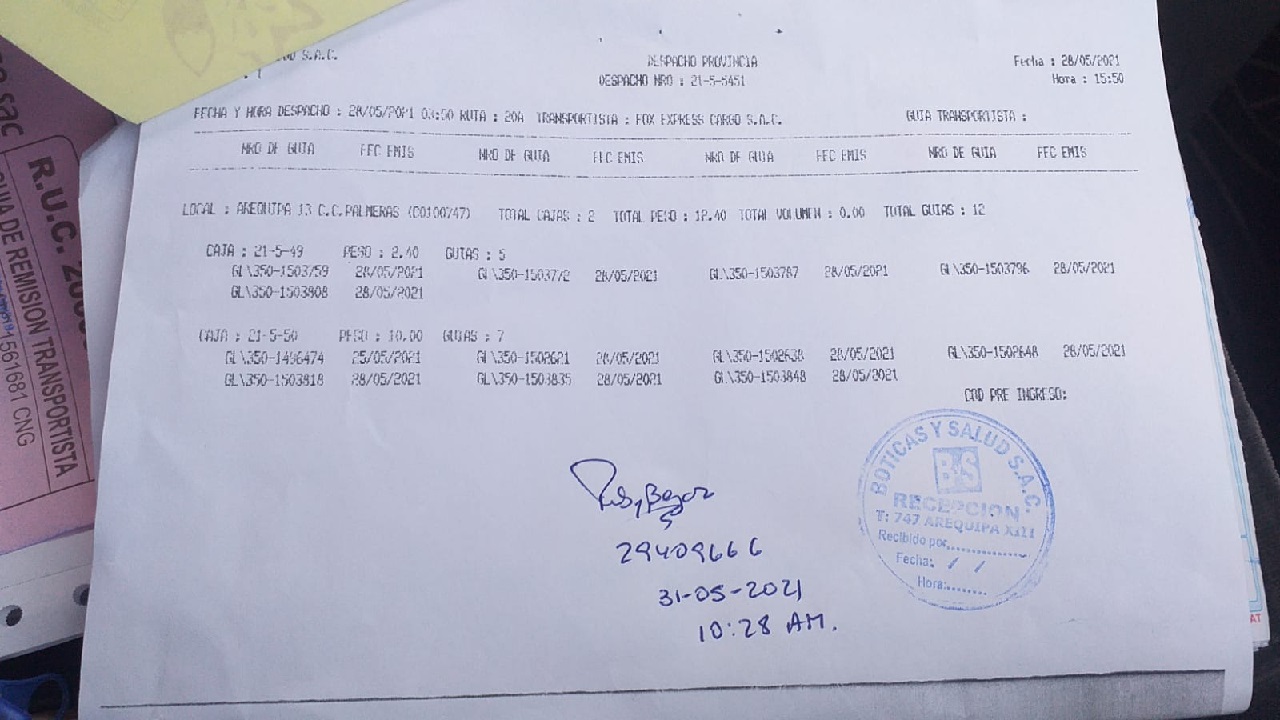 S.A.C.
DESPACHO PROVINCIA
Fecha : 28/05/2021
DESPACHO NRO : 21-5-5451
Hora : 15:50
FECHA Y HORA DESPACHO : 28/05/2021 03:50 RUTA : 20A TRANSPORTISTA : FOX EXPRESS CARGO S.A.C.
GUIA TRANSPORTISTA :
NRO DE GUIA FEC EMIS NRO DE GUIA FEC EMIS NRO DE GUIA FEC EMIS NRO DE GUIA FEC EMIS
LOCAL : AREQUIPA 13 C.C.PALMERAS (C0100747) TOTAL CAJAS : 2 TOTAL PESO : 12.40 TOTAL VOLUMEN : 0.00 TOTAL GUIAS : 12
CAJA : 21-5-49 PESO : 2.40 GUIAS : 5
GL\350-1503759 28/05/2021 GL\350-1503772 28/05/2021 GL\350-1503787 28/05/2021 GL\350-1503796 28/05/2021
GL\350-1503808 28/05/2021
CAJA : 21-5-50 PESO : 10.00 GUIAS : 7
GL\350-1496474 25/05/2021 GL\350-1502621 28/05/2021 GL\350-1502638 28/05/2021 GL\350-1502648 28/05/2021
GL\350-1503818 28/05/2021 GL\350-1503835 28/05/2021 GL\350-1503848 28/05/2021
COD PRE INGRESO:
BOTICAS Y SALUD S.A.C.
BS
RECEPCION
T: 747 AREQUIPA XIII
Recibido por
Fecha: / /
Hora:
29409666
31-05-2021
10:28 AM.
sac
R.U.C.
GUIA DE REMISION TRANSPORTISTA
1561681 CNG